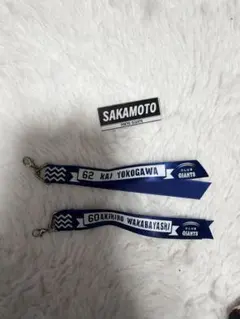 SAKAMOTO
62 KAI YOKOGAWA
GIANTS
60 AKIHIRO WAKABAYASHI
GIANTS